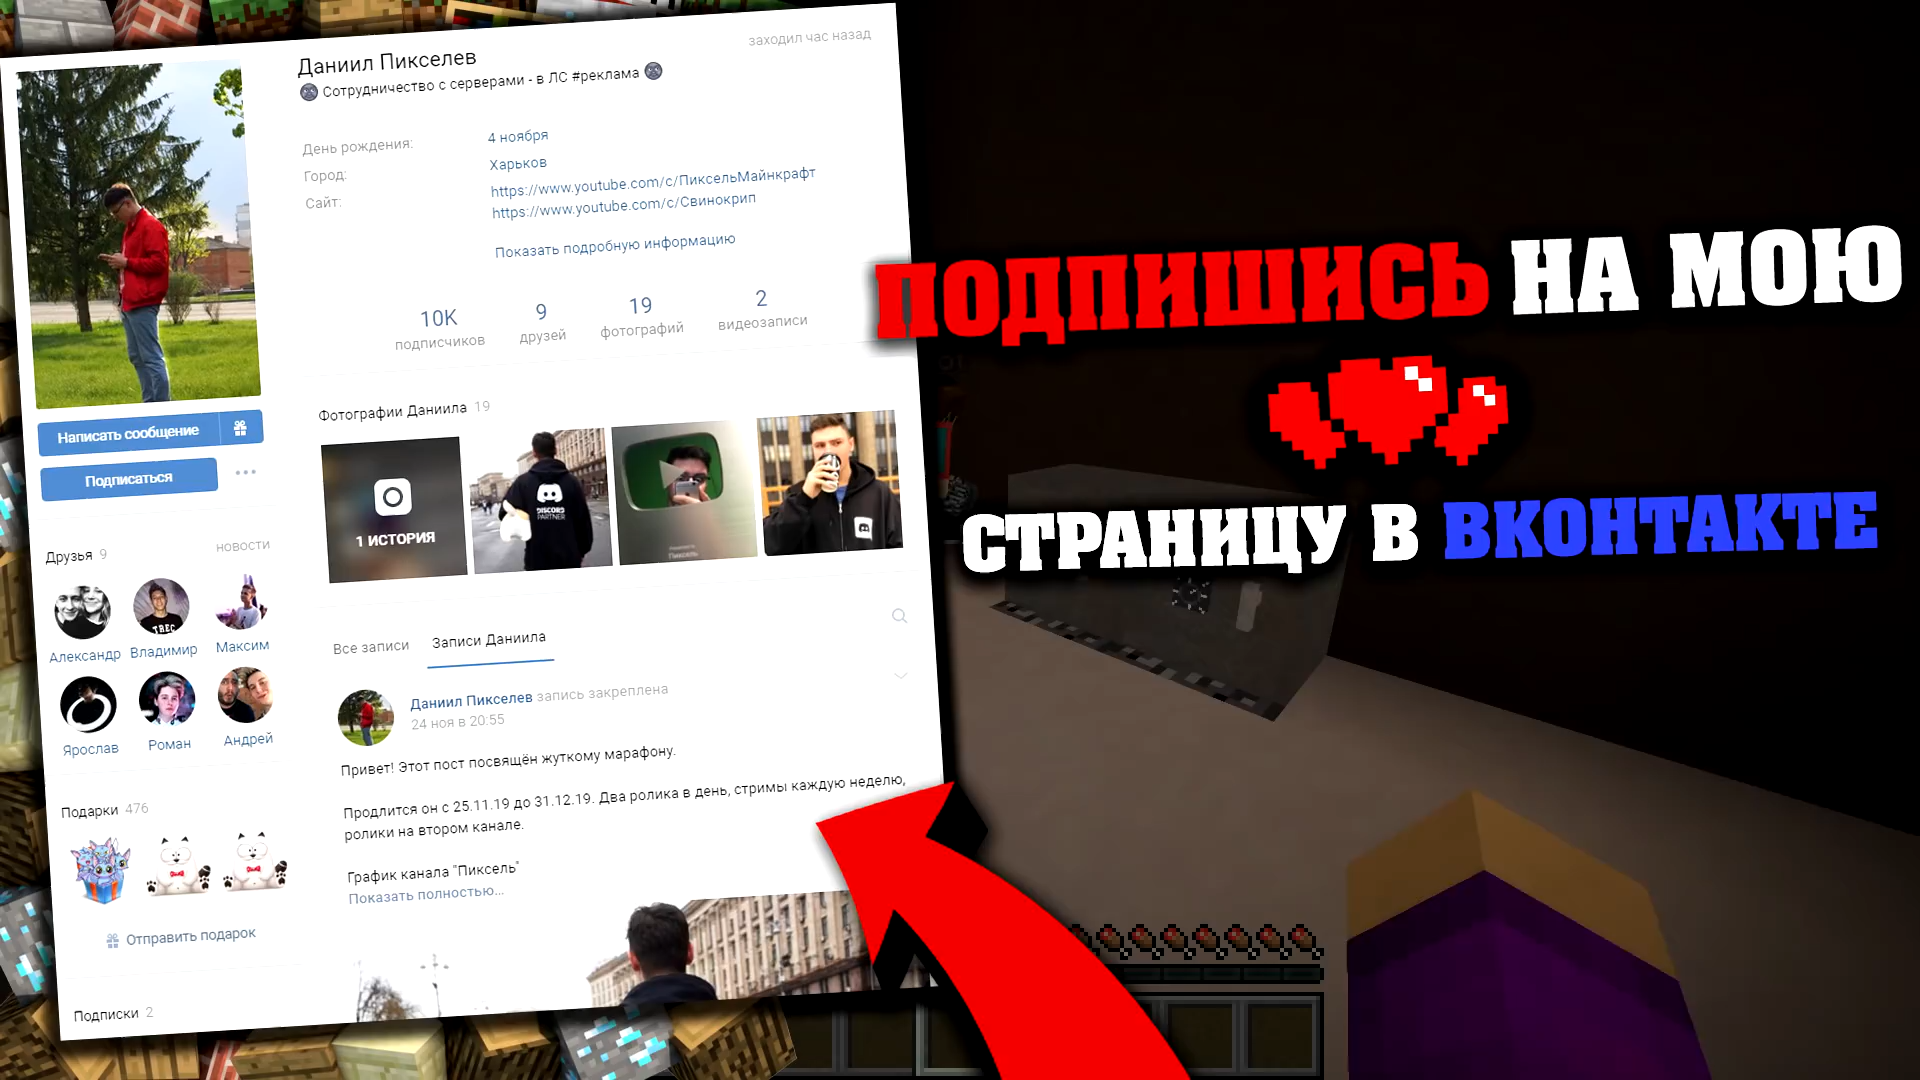 Даниил Пикселев
заходил час назад
Сотрудничество с серверами - в ЛС #реклама
День рождения: 4 ноября
Город: Харьков
Сайт: https://www.youtube.com/c/ПиксельМайнкрафт
https://www.youtube.com/c/Свинокрип
Показать подробную информацию
10K 9 19 2
подписчиков друзей фотографий видеозаписи
Написать сообщение
Подписаться
Фотографии Даниила 19
1 ИСТОРИЯ
DISCORD
PARTNER
Пиксель
Друзья 9 новости
TREC
Александр Владимир Максим
Ярослав Роман Андрей
Подарки 476
Отправить подарок
Подписки 2
Все записи Записи Даниила
Даниил Пикселев запись закреплена
24 ноя в 20:55
Привет! Этот пост посвящён жуткому марафону.
Продлится он с 25.11.19 до 31.12.19. Два ролика в день, стримы каждую неделю,
ролики на втором канале.
График канала "Пиксель"
Показать полностью...
ПОДПИШИСЬ НА МОЮ
СТРАНИЦУ В ВКОНТАКТЕ